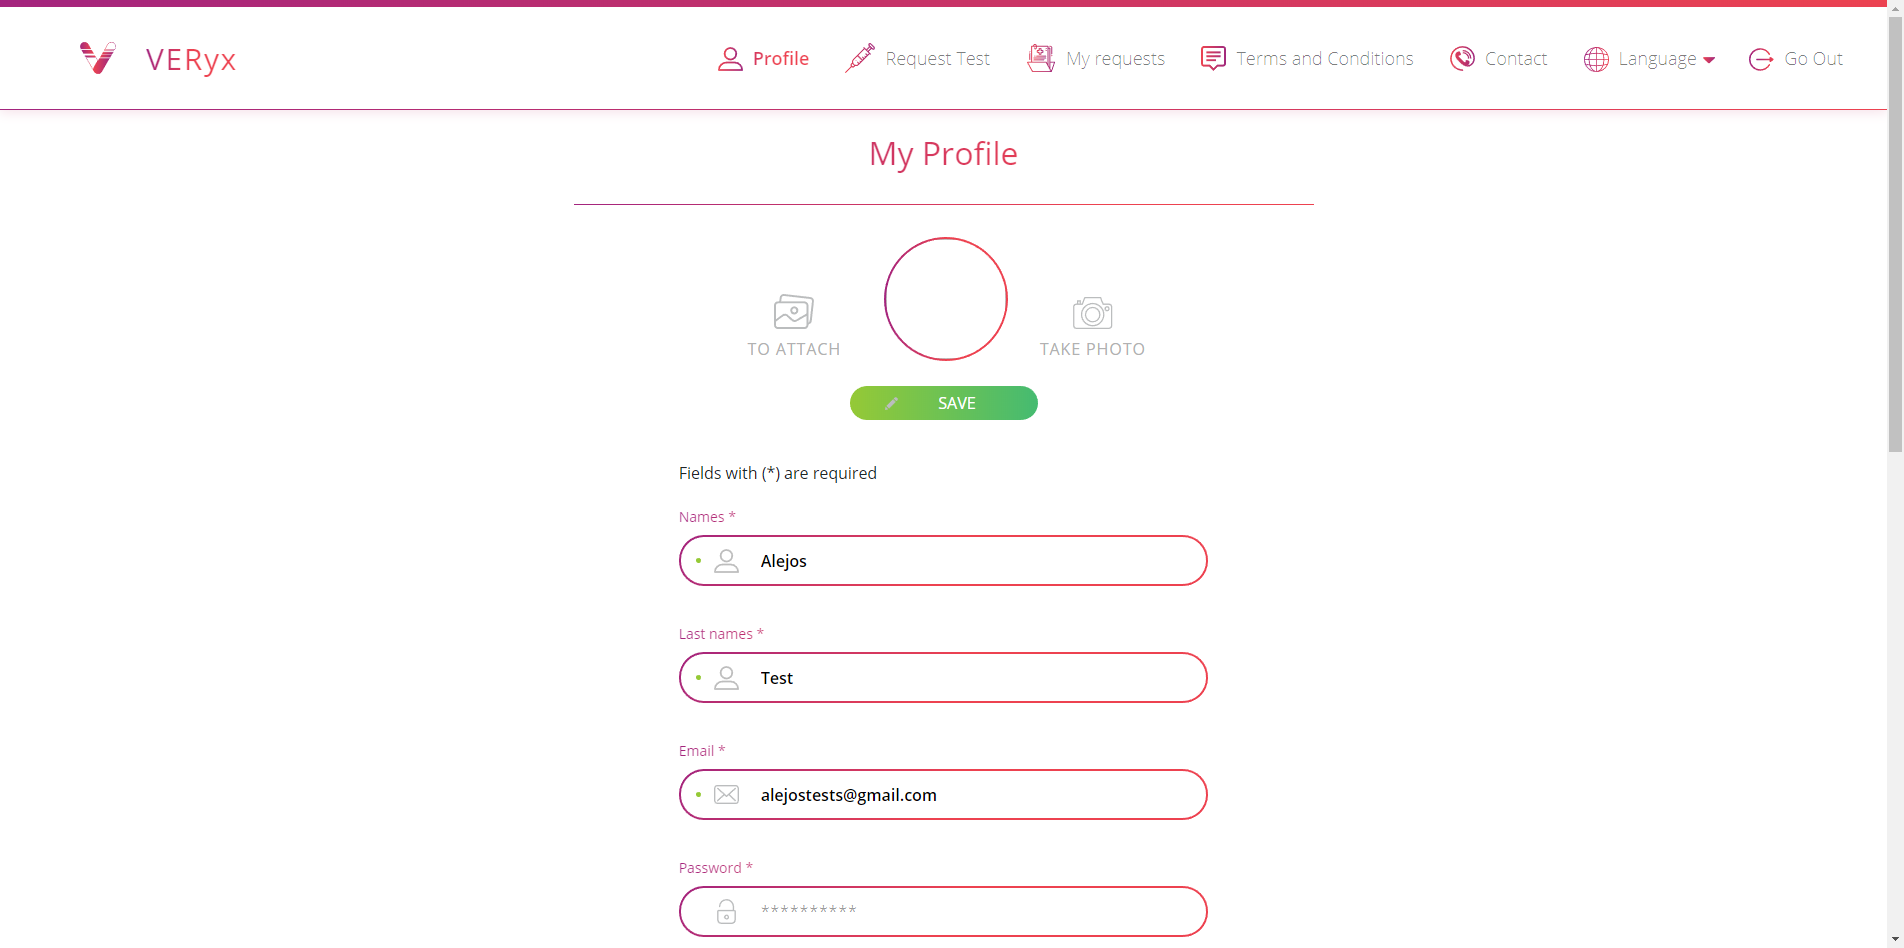 VERyx
Profile
Request Test
My requests
Terms and Conditions
Contact
Language
Go Out
My Profile
TO ATTACH
TAKE PHOTO
SAVE
Fields with (*) are required
Names *
Alejos
Last names *
Test
Email *
alejostests@gmail.com
Password *
**********